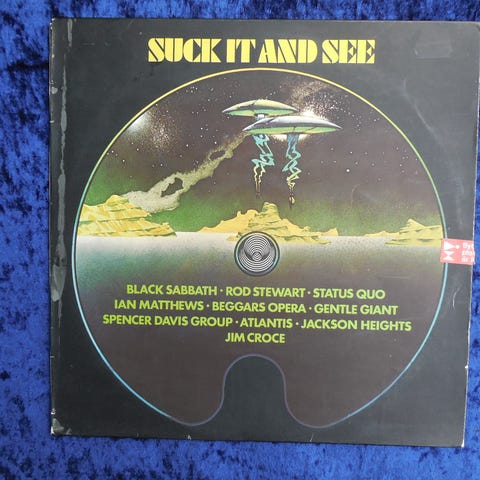 SUCK IT AND SEE
BLACK SABBATH · ROD STEWART · STATUS QUO
IAN MATTHEWS · BEGGARS OPERA · GENTLE GIANT
SPENCER DAVIS GROUP · ATLANTIS · JACKSON HEIGHTS
JIM CROCE